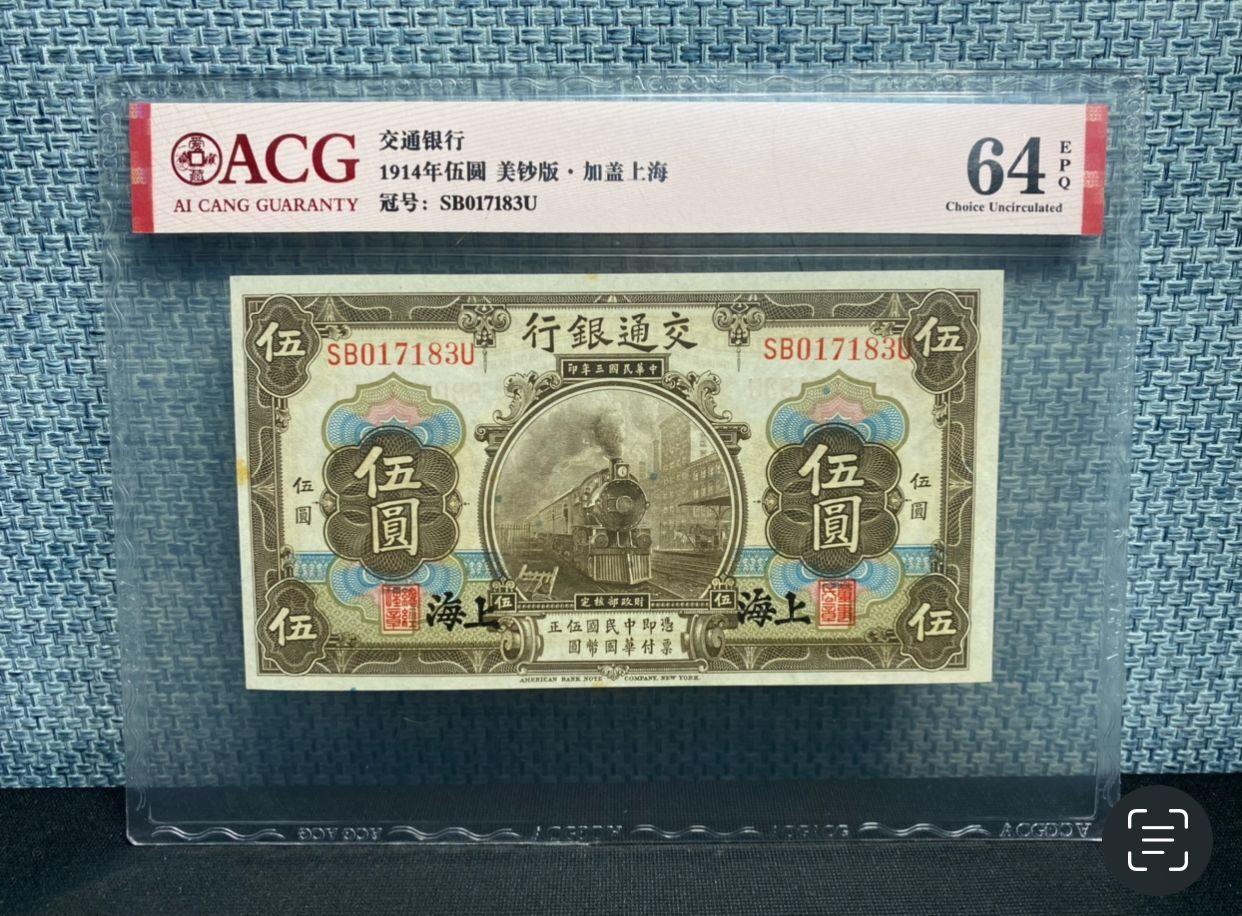 ACG
AI CANG GUARANTY
交通银行
1914年伍圆 美钞版·加盖上海
冠号: SB017183U
64
EPQ
Choice Uncirculated
行銀通交
伍
伍
SB017183U
SB017183U
印年三國民華中
伍圓
伍圓
伍圓
伍圓
海上
伍
定核部政財
伍
海上
伍
伍
正伍國民中即憑
圓幣國華付票
AMERICAN BANK NOTE COMPANY, NEW YORK.